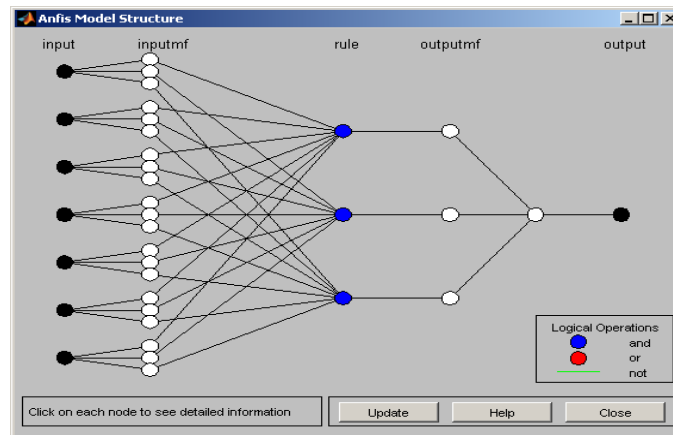 Anfis Model Structure
input inputmf rule outputmf output
Logical Operations
and
or
not
Click on each node to see detailed information
Update Help Close